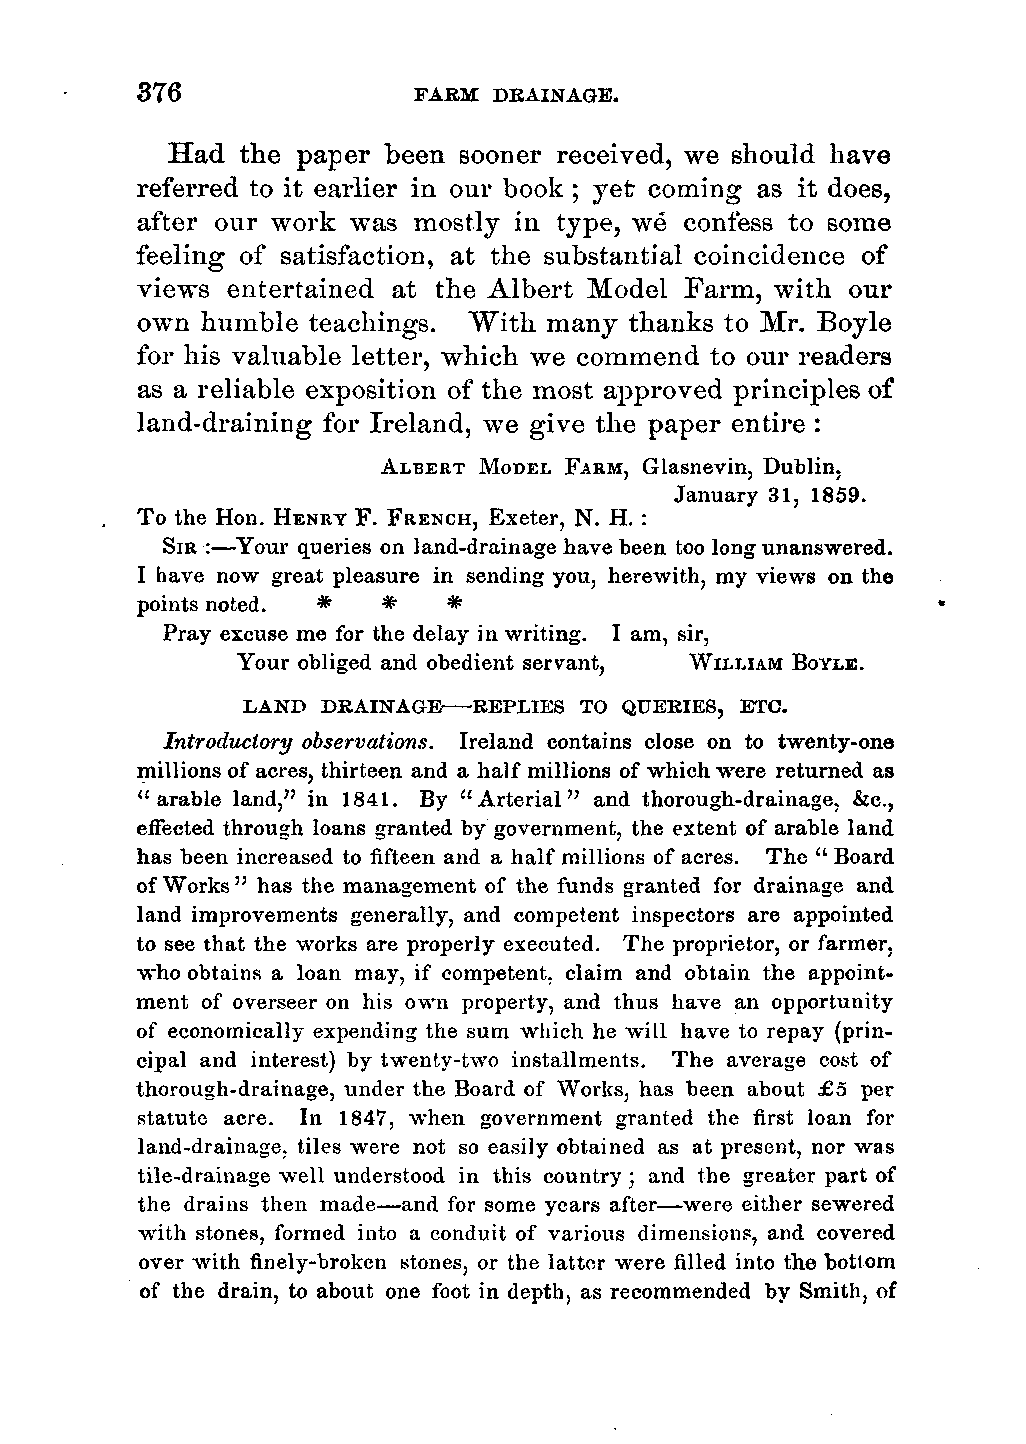 376 FARM DRAINAGE.
Had the paper been sooner received, we should have
referred to it earlier in our book ; yet coming as it does,
after our work was mostly in type, we confess to some
feeling of satisfaction, at the substantial coincidence of
views entertained at the Albert Model Farm, with our
own humble teachings. With many thanks to Mr. Boyle
for his valuable letter, which we commend to our readers
as a reliable exposition of the most approved principles of
land-draining for Ireland, we give the paper entire :
ALBERT MODEL FARM, Glasnevin, Dublin,
January 31, 1859.
To the Hon. HENRY F. FRENCH, Exeter, N. H. :
SIR :—Your queries on land-drainage have been too long unanswered.
I have now great pleasure in sending you, herewith, my views on the
points noted. * * *
Pray excuse me for the delay in writing. I am, sir,
Your obliged and obedient servant, WILLIAM BOYLE.
LAND DRAINAGE—REPLIES TO QUERIES, ETC.
Introductory observations. Ireland contains close on to twenty-one
millions of acres, thirteen and a half millions of which were returned as
“ arable land,” in 1841. By “ Arterial ” and thorough-drainage, &c.,
effected through loans granted by government, the extent of arable land
has been increased to fifteen and a half millions of acres. The “ Board
of Works ” has the management of the funds granted for drainage and
land improvements generally, and competent inspectors are appointed
to see that the works are properly executed. The proprietor, or farmer,
who obtains a loan may, if competent, claim and obtain the appoint-
ment of overseer on his own property, and thus have an opportunity
of economically expending the sum which he will have to repay (prin-
cipal and interest) by twenty-two installments. The average cost of
thorough-drainage, under the Board of Works, has been about £5 per
statute acre. In 1847, when government granted the first loan for
land-drainage, tiles were not so easily obtained as at present, nor was
tile-drainage well understood in this country ; and the greater part of
the drains then made—and for some years after—were either sewered
with stones, formed into a conduit of various dimensions, and covered
over with finely-broken stones, or the latter were filled into the bottom
of the drain, to about one foot in depth, as recommended by Smith, of